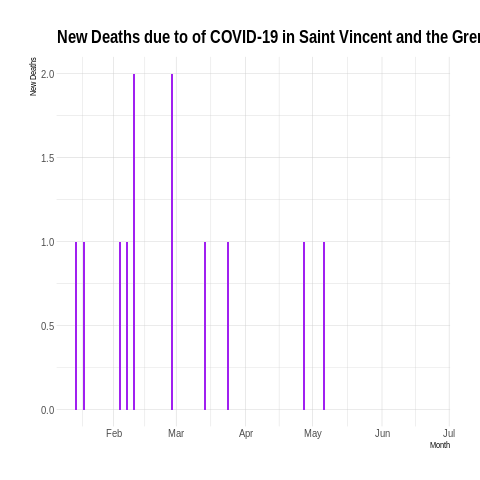 New Deaths due to of COVID-19 in Saint Vincent and the Gren
New Deaths
2.0
1.5
1.0
0.5
0.0
Feb Mar Apr May Jun Jul
Month